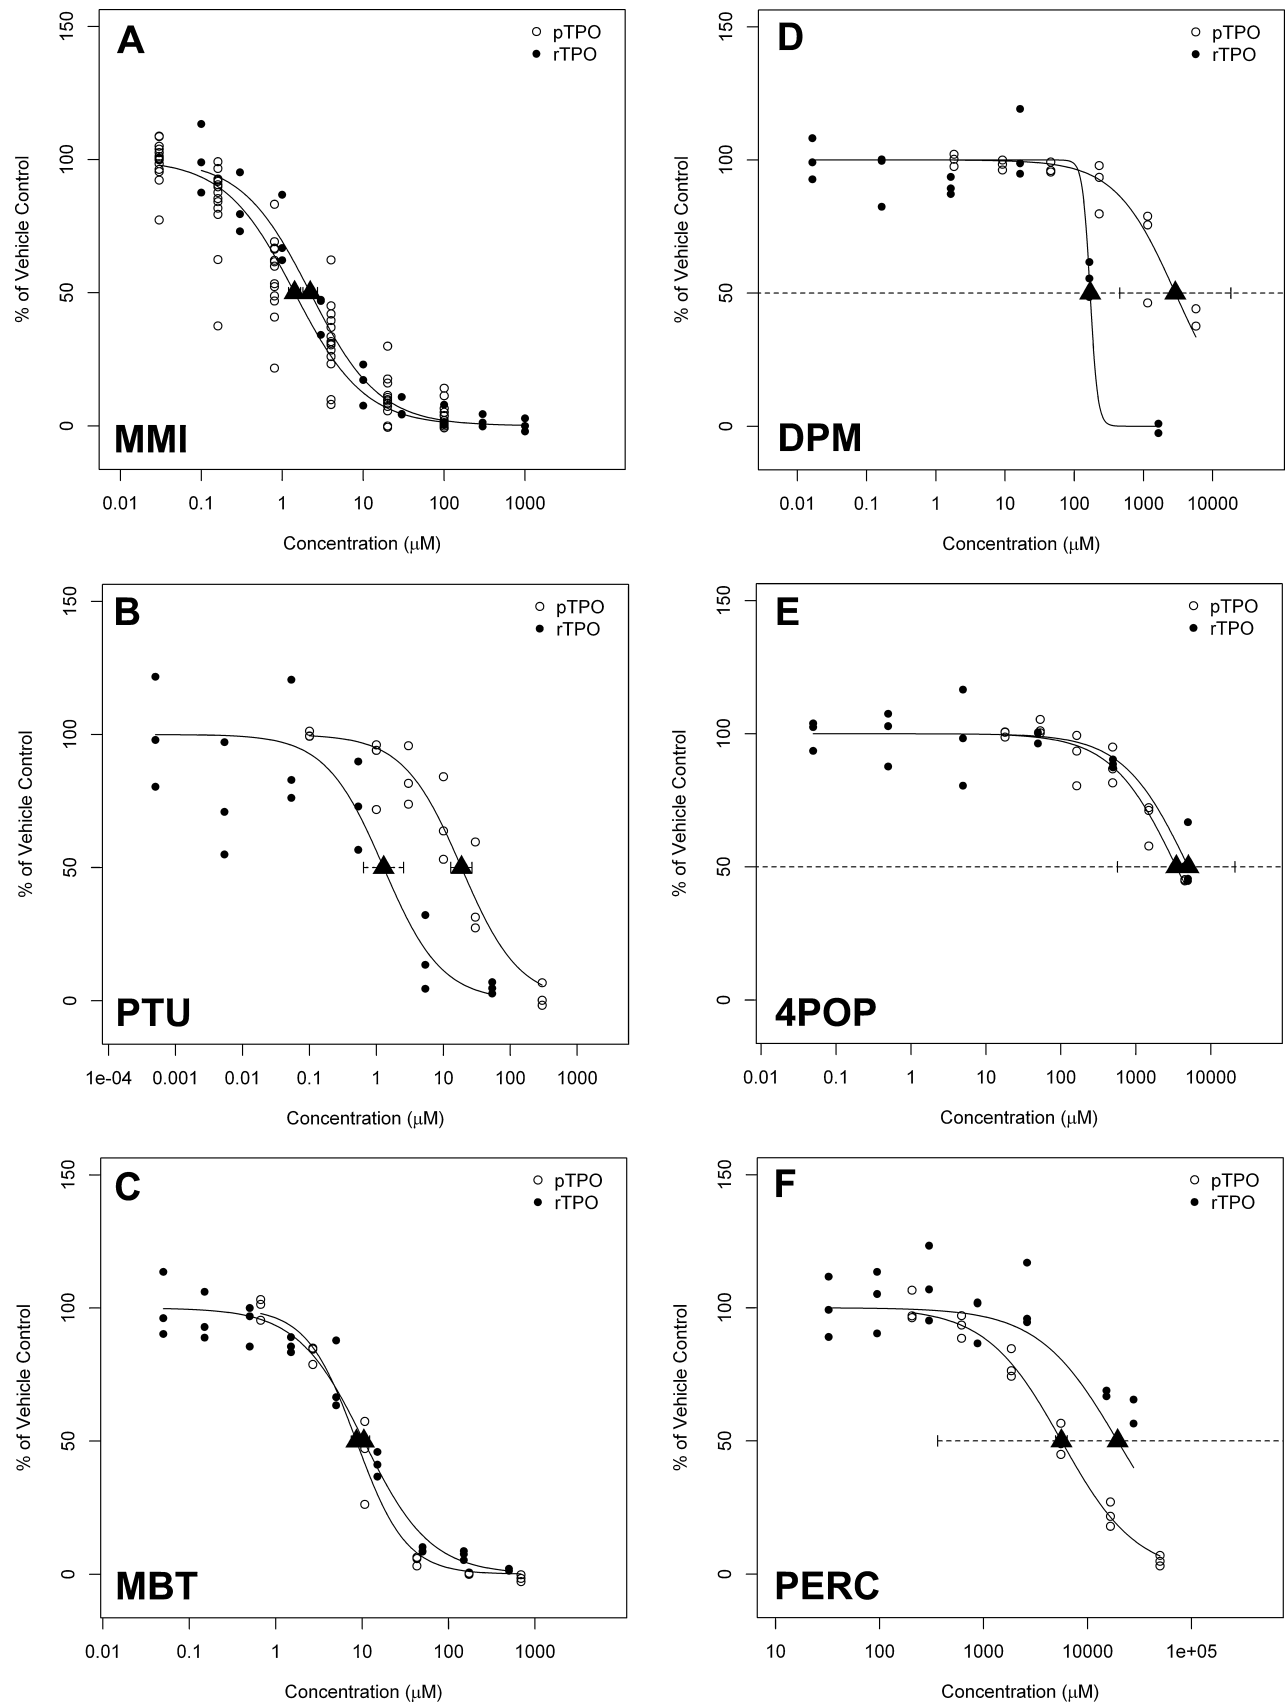 A
pTPO
rTPO
% of Vehicle Control
150
100
50
0
MMI
0.01 0.1 1 10 100 1000
Concentration (μM)
D
pTPO
rTPO
% of Vehicle Control
150
100
50
0
DPM
0.01 0.1 1 10 100 1000 10000
Concentration (μM)
B
pTPO
rTPO
% of Vehicle Control
150
100
50
0
PTU
1e-04 0.001 0.01 0.1 1 10 100 1000
Concentration (μM)
E
pTPO
rTPO
% of Vehicle Control
150
100
50
0
4POP
0.01 0.1 1 10 100 1000 10000
Concentration (μM)
C
pTPO
rTPO
% of Vehicle Control
150
100
50
0
MBT
0.01 0.1 1 10 100 1000
Concentration (μM)
F
pTPO
rTPO
% of Vehicle Control
150
100
50
0
PERC
10 100 1000 10000 1e+05
Concentration (μM)